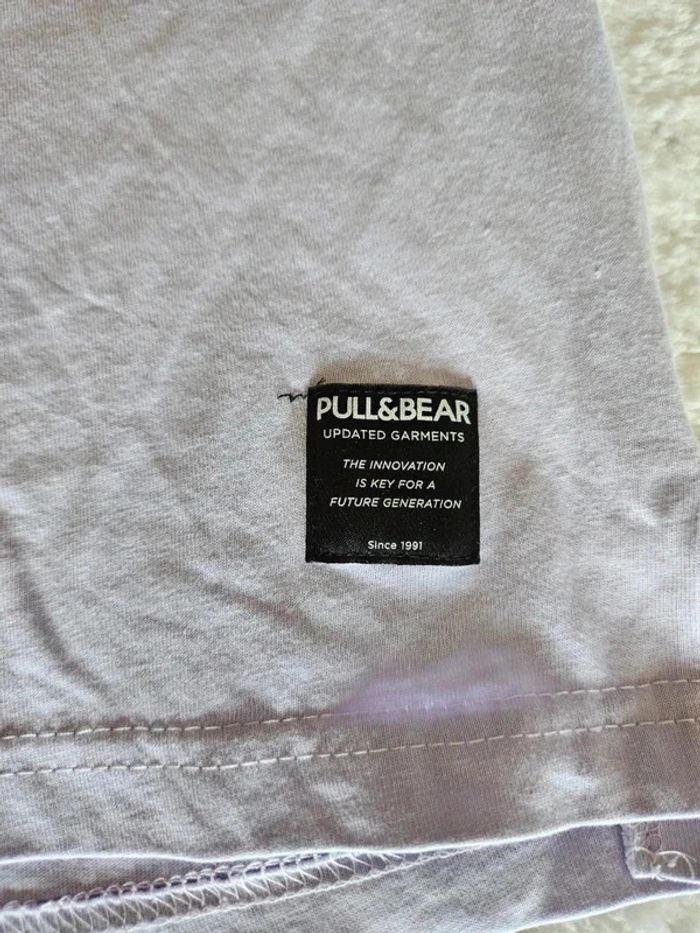 PULL&BEAR
UPDATED GARMENTS
THE INNOVATION
IS KEY FOR A
FUTURE GENERATION
Since 1991